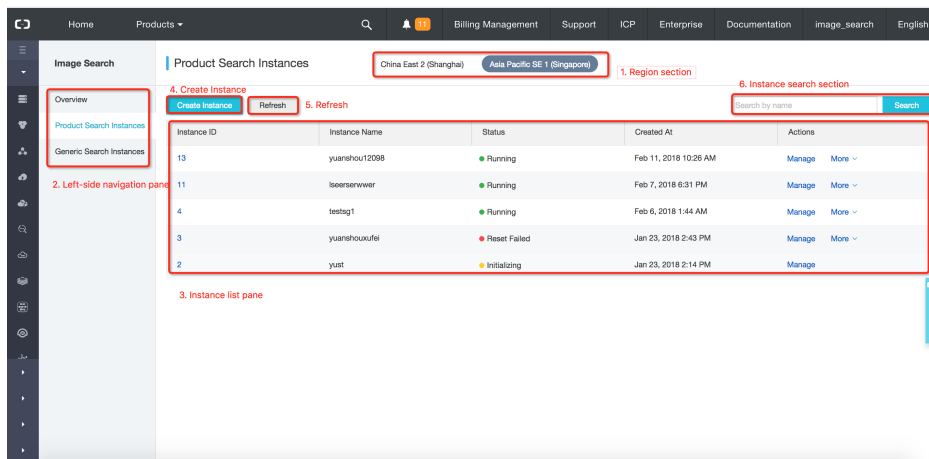 Home Products 11 Billing Management Support ICP Enterprise Documentation image_search English
Image Search
Product Search Instances
China East 2 (Shanghai) Asia Pacific SE 1 (Singapore)
1. Region section
6. Instance search section
4. Create Instance
Overview
Create Instance Refresh 5. Refresh
Search by name Search
Product Search Instances
Generic Search Instances
2. Left-side navigation pane
Instance ID Instance Name Status Created At Actions
13 yuanshou12098 Running Feb 11, 2018 10:26 AM Manage More
11 lseerserwwer Running Feb 7, 2018 6:31 PM Manage More
4 testsg1 Running Feb 6, 2018 1:44 AM Manage More
3 yuanshouxufei Reset Failed Jan 23, 2018 2:43 PM Manage More
2 yust Initializing Jan 23, 2018 2:14 PM Manage
3. Instance list pane